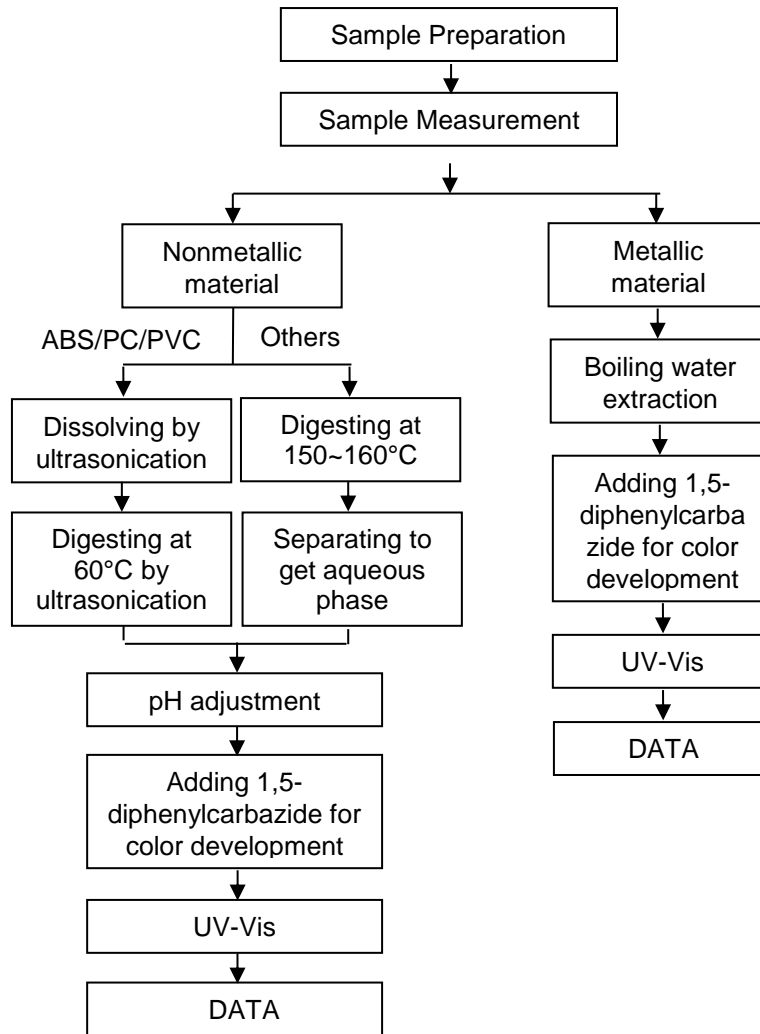 Sample Preparation
Sample Measurement
Nonmetallic
material
ABS/PC/PVC
Others
Dissolving by
ultrasonication
Digesting at
150~160°C
Digesting at
60°C by
ultrasonication
Separating to
get aqueous
phase
pH adjustment
Adding 1,5-
diphenylcarbazide for
color development
UV-Vis
DATA
Metallic
material
Boiling water
extraction
Adding 1,5-
diphenylcarba
zide for color
development
UV-Vis
DATA